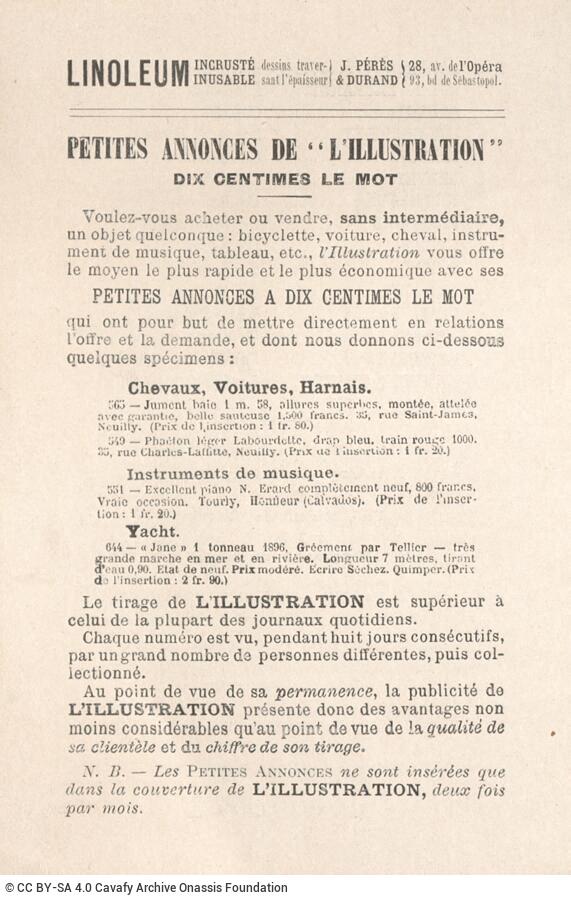 LINOLEUM INCRUSTÉ dessins traver- J. PÉRÈS 28, av. de l'Opéra
INUSABLE sant l'épaisseur & DURAND 93, bd de Sébastopol.
PETITES ANNONCES DE "L'ILLUSTRATION"
DIX CENTIMES LE MOT
Voulez-vous acheter ou vendre, sans intermédiaire,
un objet quelconque : bicyclette, voiture, cheval, instru-
ment de musique, tableau, etc., l'Illustration vous offre
le moyen le plus rapide et le plus économique avec ses
PETITES ANNONCES A DIX CENTIMES LE MOT
qui ont pour but de mettre directement en relations
l'offre et la demande, et dont nous donnons ci-dessous
quelques spécimens :
Chevaux, Voitures, Harnais.
565 — Jument baie 1 m. 58, allures superbes, montée, attelée
avec garantie, belle sauteuse 1.500 francs. 35, rue Saint-James,
Neuilly. (Prix de l'insertion : 1 fr. 80.)
549 — Phaéton léger Labourdette, drap bleu, train rouge 1000.
35, rue Charles-Laffitte, Neuilly. (Prix de l'insertion : 1 fr. 20.)
Instruments de musique.
551 — Excellent piano N. Erard complètement neuf, 800 francs.
Vraie occasion. Tourly, Honfleur (Calvados). (Prix de l'inser-
tion : 1 fr. 20.)
Yacht.
644 — « Jane » 1 tonneau 1896, Gréement par Tellier — très
grande marche en mer et en rivière. Longueur 7 mètres, tirant
d'eau 0,90. Etat de neuf. Prix modéré. Ecrire Séchez. Quimper. (Prix
de l'insertion : 2 fr. 90.)
Le tirage de L'ILLUSTRATION est supérieur à
celui de la plupart des journaux quotidiens.
Chaque numéro est vu, pendant huit jours consécutifs,
par un grand nombre de personnes différentes, puis col-
lectionné.
Au point de vue de sa permanence, la publicité de
L'ILLUSTRATION présente donc des avantages non
moins considérables qu'au point de vue de la qualité de
sa clientèle et du chiffre de son tirage.
N. B. — Les PETITES ANNONCES ne sont insérées que
dans la couverture de L'ILLUSTRATION, deux fois
par mois.
© CC BY-SA 4.0 Cavafy Archive Onassis Foundation